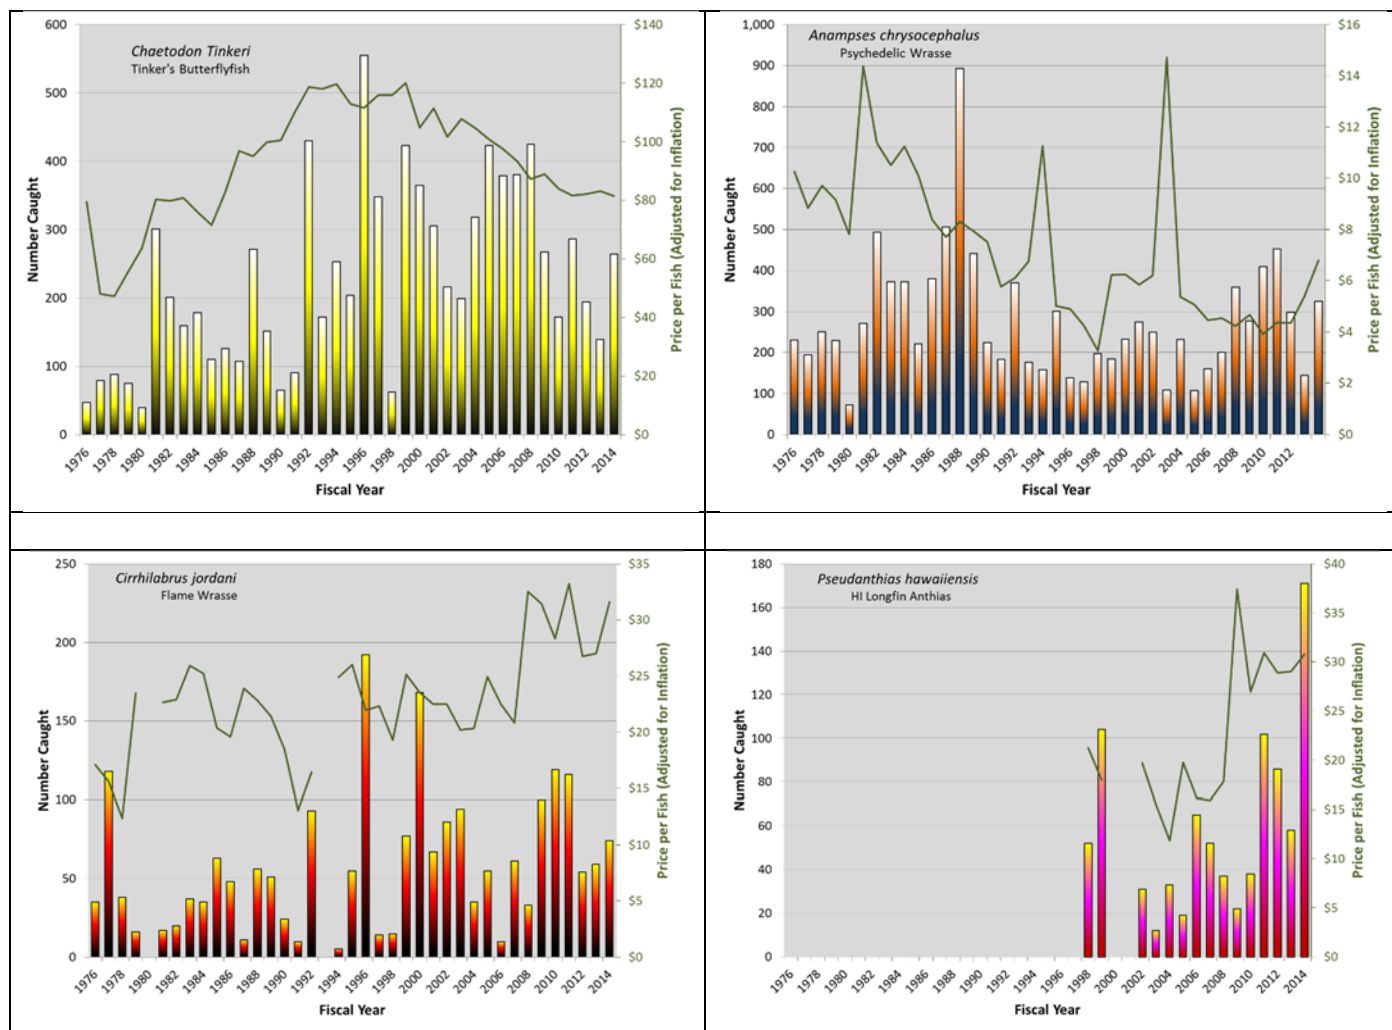 Chaetodon Tinkeri
Tinker's Butterflyfish
Number Caught
600
500
400
300
200
100
0
$140
$120
$100
$80
$60
$40
$20
$0
Price per Fish (Adjusted for Inflation)
1976 1978 1980 1982 1984 1986 1988 1990 1992 1994 1996 1998 2000 2002 2004 2006 2008 2010 2012 2014
Fiscal Year
Anampses chrysocephalus
Psychedelic Wrasse
Number Caught
1,000
900
800
700
600
500
400
300
200
100
0
$16
$14
$12
$10
$8
$6
$4
$2
$0
Price per Fish (Adjusted for Inflation)
1976 1978 1980 1982 1984 1986 1988 1990 1992 1994 1996 1998 2000 2002 2004 2006 2008 2010 2012
Fiscal Year
Cirrhilabrus jordani
Flame Wrasse
Number Caught
250
200
150
100
50
0
$35
$30
$25
$20
$15
$10
$5
$0
Price per Fish (Adjusted for Inflation)
1976 1978 1980 1982 1984 1986 1988 1990 1992 1994 1996 1998 2000 2002 2004 2006 2008 2010 2012 2014
Fiscal Year
Pseudanthias hawaiiensis
HI Longfin Anthias
Number Caught
180
160
140
120
100
80
60
40
20
0
$40
$35
$30
$25
$20
$15
$10
$5
$0
Price per Fish (Adjusted for Inflation)
1976 1978 1980 1982 1984 1986 1988 1990 1992 1994 1996 1998 2000 2002 2004 2006 2008 2010 2012 2014
Fiscal Year